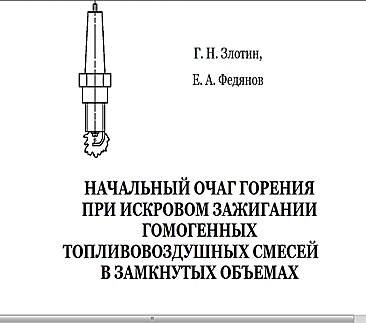 Г. Н. Злотин,
Е. А. Федянов
НАЧАЛЬНЫЙ ОЧАГ ГОРЕНИЯ
ПРИ ИСКРОВОМ ЗАЖИГАНИИ
ГОМОГЕННЫХ
ТОПЛИВОВОЗДУШНЫХ СМЕСЕЙ
В ЗАМКНУТЫХ ОБЪЕМАХ